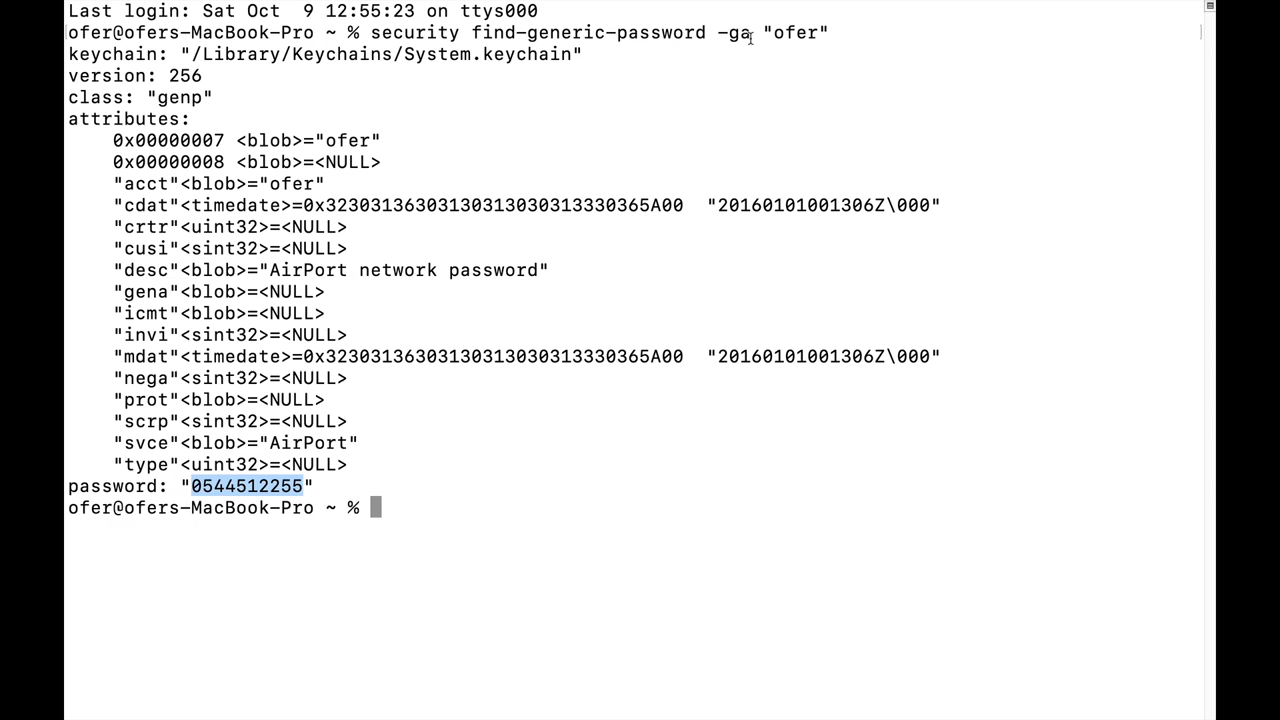 Last login: Sat Oct  9 12:55:23 on ttys000
ofer@ofers-MacBook-Pro ~ % security find-generic-password -ga "ofer"
keychain: "/Library/Keychains/System.keychain"
version: 256
class: "genp"
attributes:
    0x00000007 <blob>="ofer"
    0x00000008 <blob>=<NULL>
    "acct"<blob>="ofer"
    "cdat"<timedate>=0x32303136303130313030313330365A00  "20160101001306Z\000"
    "crtr"<uint32>=<NULL>
    "cusi"<sint32>=<NULL>
    "desc"<blob>="AirPort network password"
    "gena"<blob>=<NULL>
    "icmt"<blob>=<NULL>
    "invi"<sint32>=<NULL>
    "mdat"<timedate>=0x32303136303130313030313330365A00  "20160101001306Z\000"
    "nega"<sint32>=<NULL>
    "prot"<blob>=<NULL>
    "scrp"<sint32>=<NULL>
    "svce"<blob>="AirPort"
    "type"<uint32>=<NULL>
password: "0544512255"
ofer@ofers-MacBook-Pro ~ %